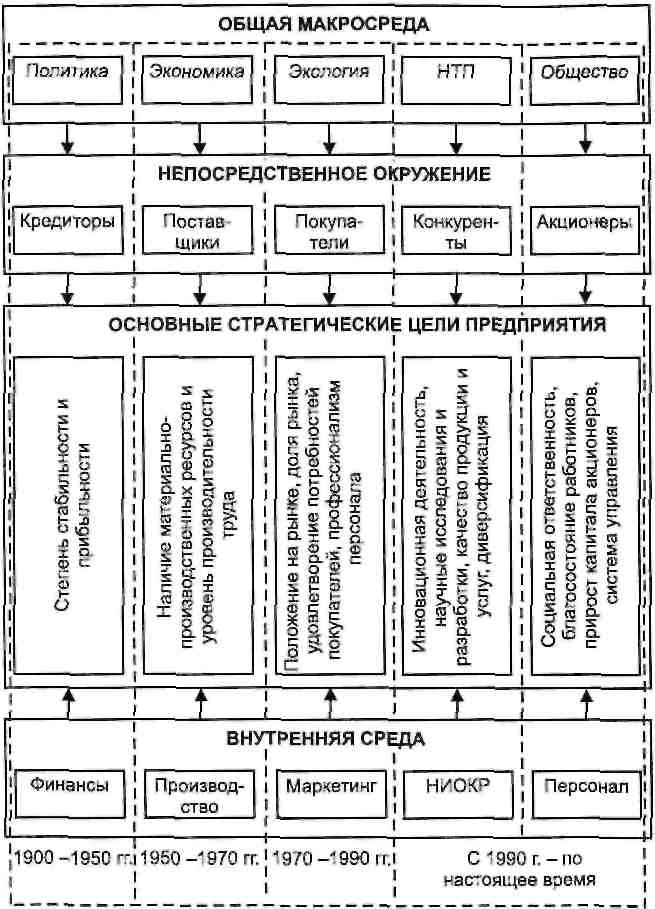 ОБЩАЯ МАКРОСРЕДА
Политика
Экономика
Экология
НТП
Общество
НЕПОСРЕДСТВЕННОЕ ОКРУЖЕНИЕ
Кредиторы
Постав-
щики
Покупа-
тели
Конкурен-
ты
Акционеры
ОСНОВНЫЕ СТРАТЕГИЧЕСКИЕ ЦЕЛИ ПРЕДПРИЯТИЯ
Степень стабильности и
прибыльности
Наличие материально-
производственных ресурсов и
уровень производительности
труда
Положение на рынке, доля рынка,
удовлетворение потребностей
покупателей, профессионализм
персонала
Инновационная деятельность,
научные исследования и
разработки, качество продукции и
услуг, диверсификация
Социальная ответственность,
благосостояние работников,
прирост капитала акционеров,
система управления
ВНУТРЕННЯЯ СРЕДА
Финансы
Производ-
ство
Маркетинг
НИОКР
Персонал
1900 –1950 гг.
1950 –1970 гг.
1970 –1990 гг.
С 1990 г. – по
настоящее время